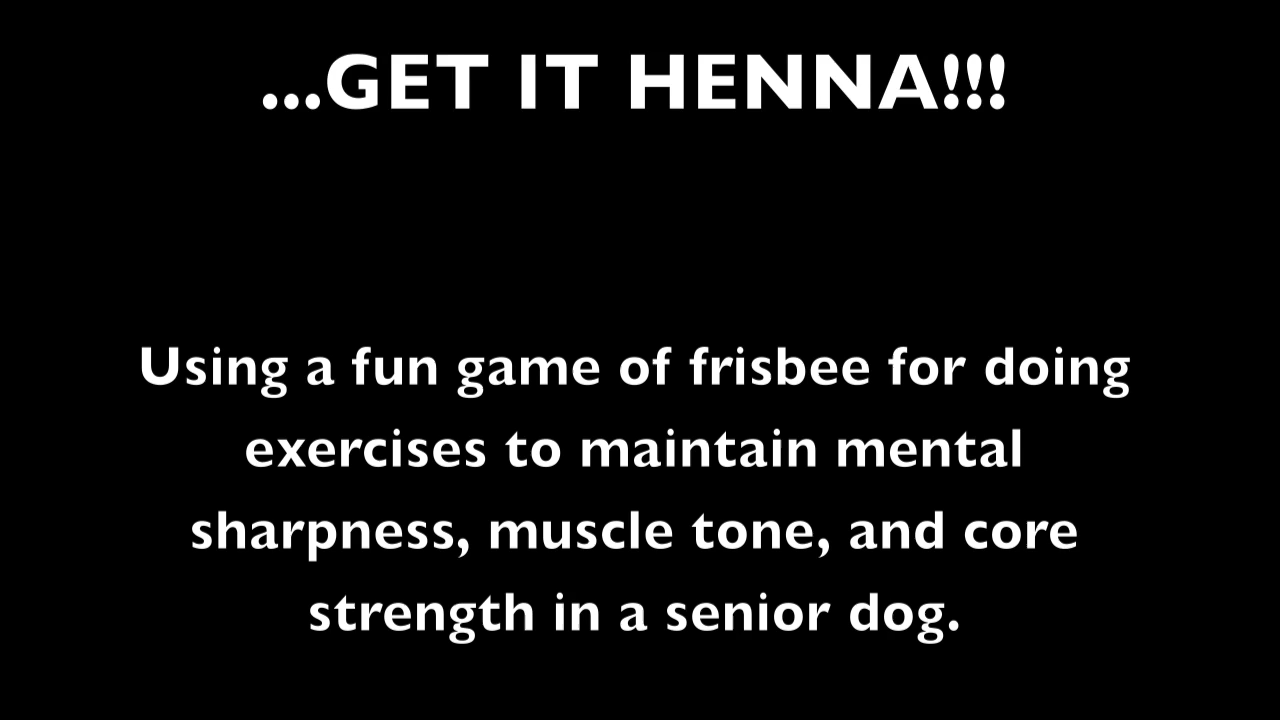 ...GET IT HENNA!!!
Using a fun game of frisbee for doing
exercises to maintain mental
sharpness, muscle tone, and core
strength in a senior dog.